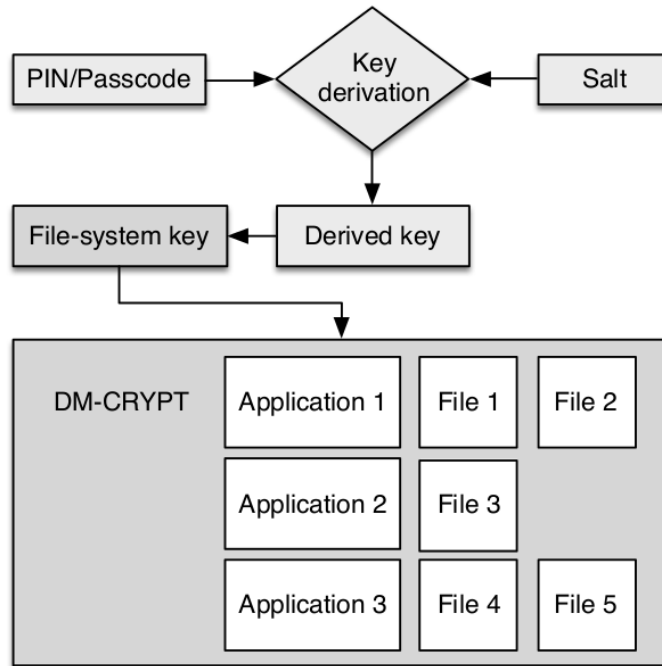 PIN/Passcode
Key
derivation
Salt
File-system key
Derived key
DM-CRYPT
Application 1
File 1
File 2
Application 2
File 3
Application 3
File 4
File 5